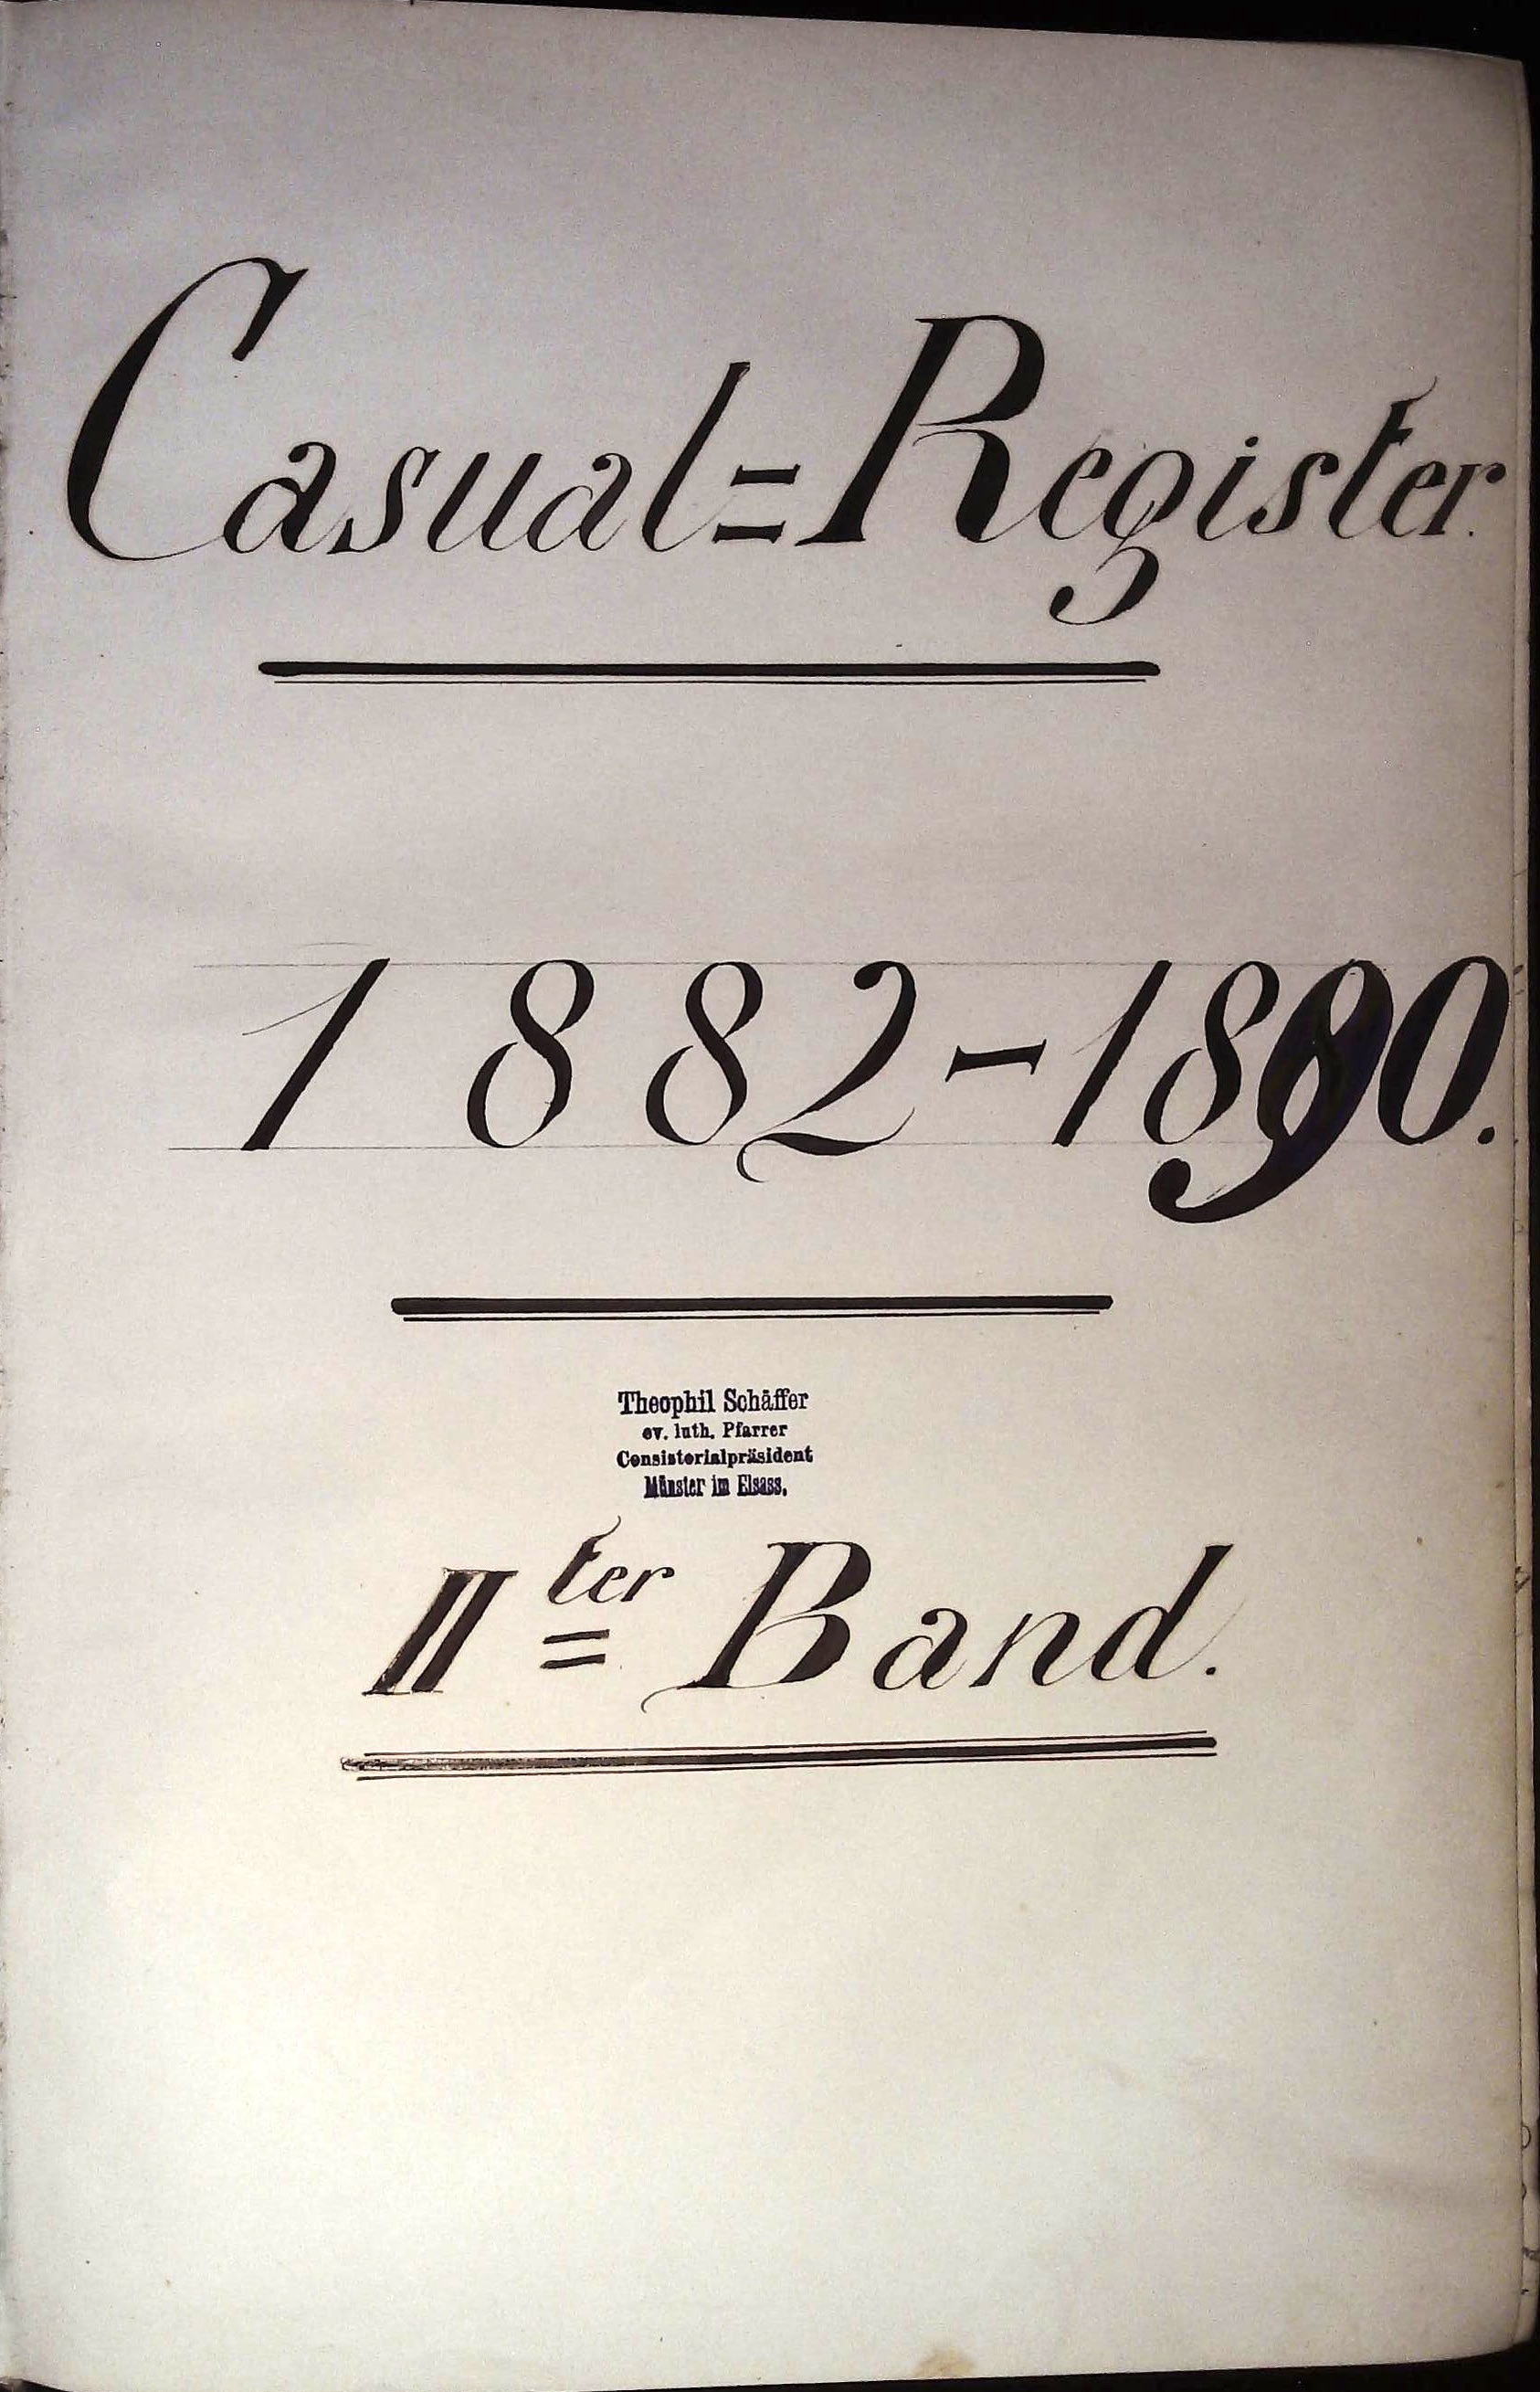 Casual=Register.
1882-1890.
Theophil Schäffer
ev. luth. Pfarrer
Consistorialpräsident
Münster im Elsass.
IIter Band.